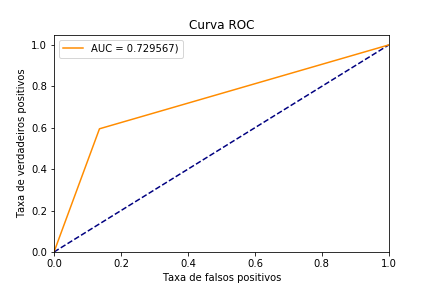 Curva ROC
AUC = 0.729567)
Taxa de verdadeiros positivos
1.0
0.8
0.6
0.4
0.2
0.0
0.0 0.2 0.4 0.6 0.8 1.0
Taxa de falsos positivos